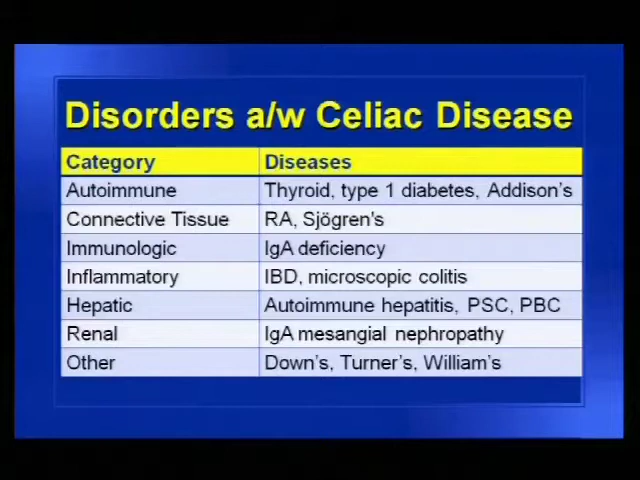 Disorders a/w Celiac Disease
Category Diseases
Autoimmune Thyroid, type 1 diabetes, Addison's
Connective Tissue RA, Sjögren's
Immunologic IgA deficiency
Inflammatory IBD, microscopic colitis
Hepatic Autoimmune hepatitis, PSC, PBC
Renal IgA mesangial nephropathy
Other Down's, Turner's, William's